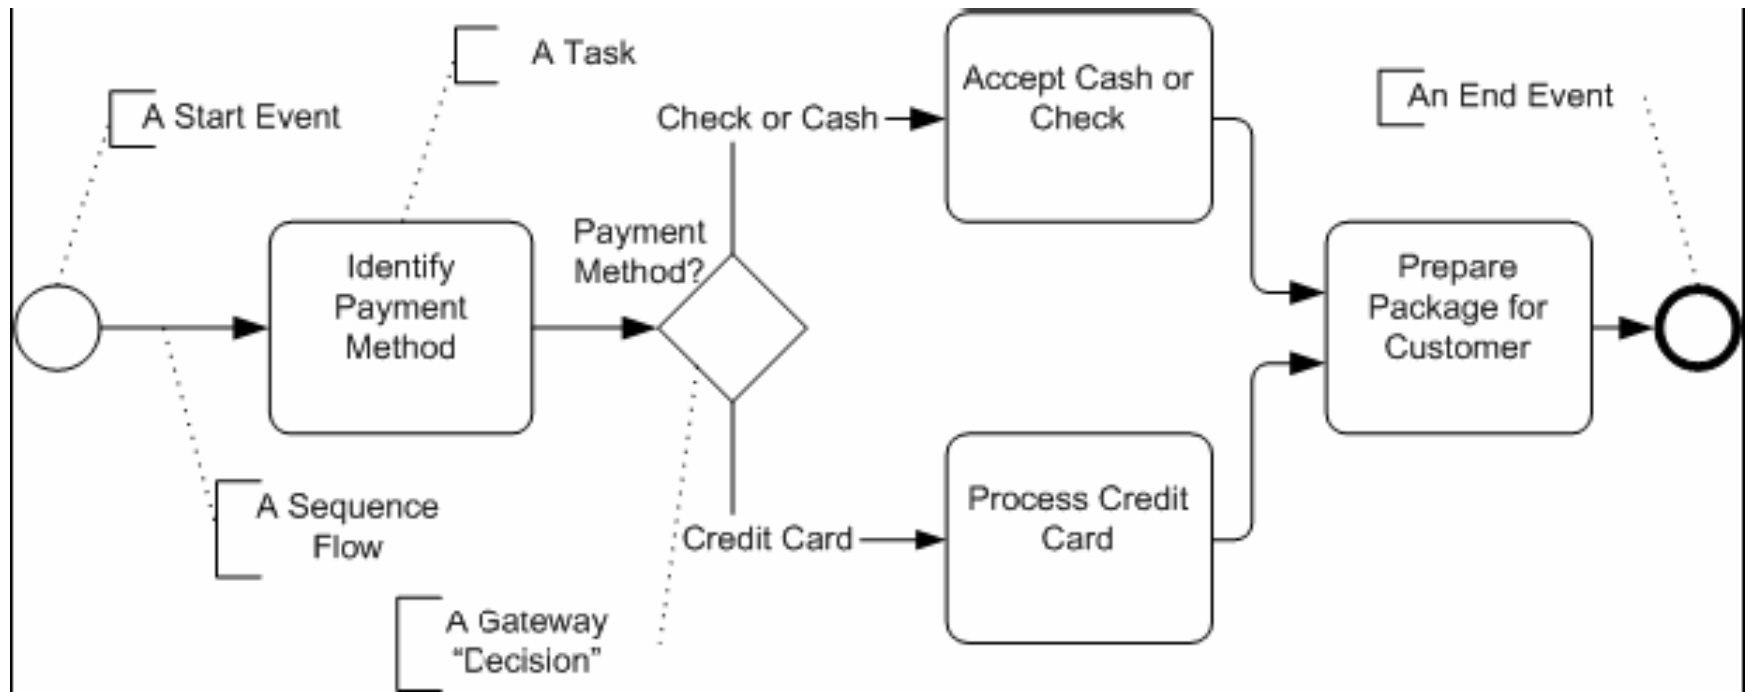 A Start Event
A Task
Check or Cash
Accept Cash or
Check
An End Event
Identify
Payment
Method
Payment
Method?
Prepare
Package for
Customer
A Sequence
Flow
Credit Card
Process Credit
Card
A Gateway
“Decision”